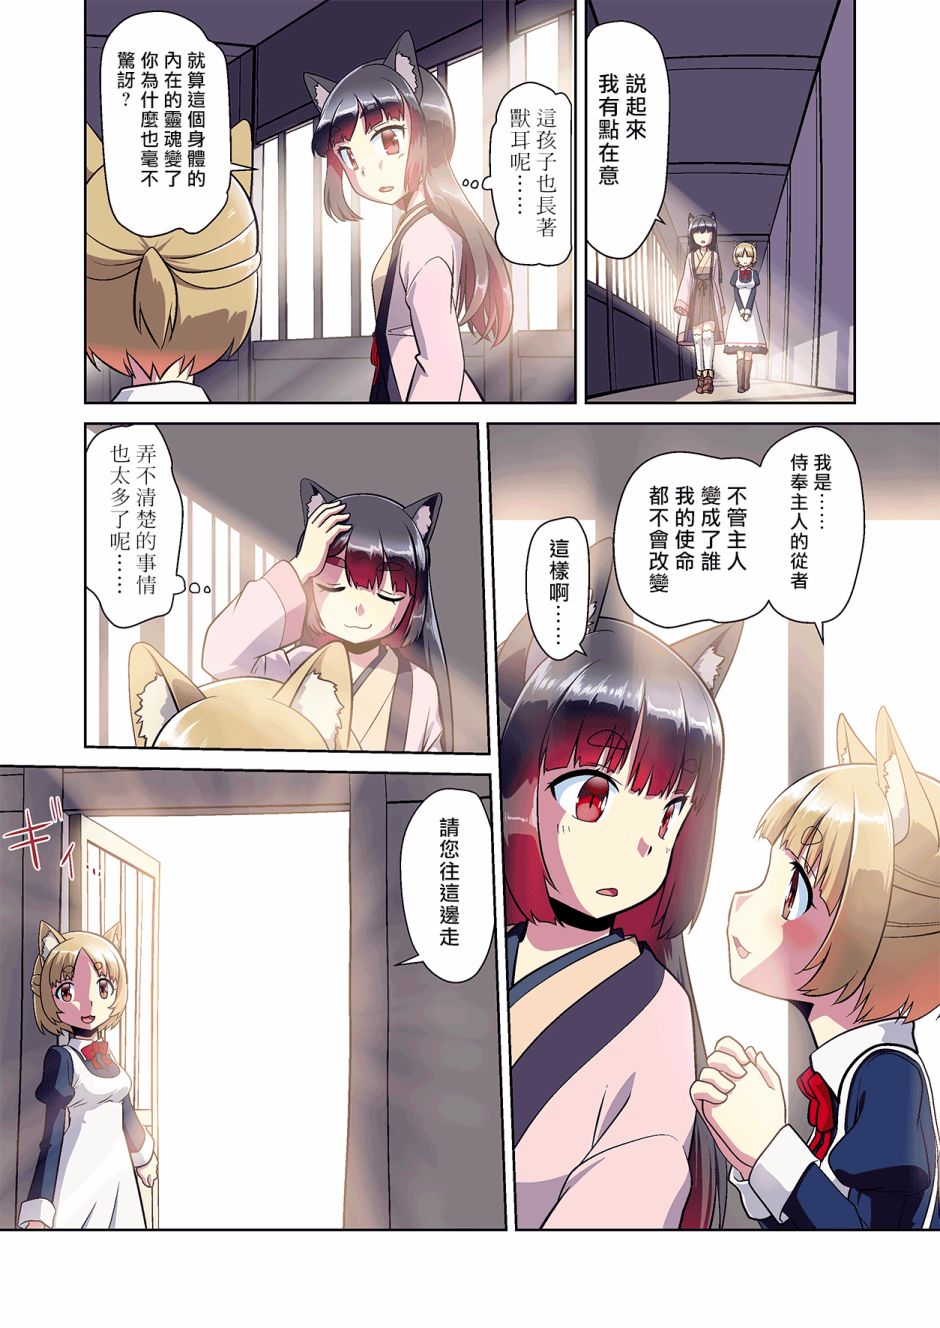 說起來
我有點在意
這孩子也長著
獸耳呢……
就算這個身體的
內在的靈魂變了
你為什麼也毫不
驚訝？
我是……
侍奉主人的從者
不管主人
變成了誰
我的使命
都不會改變
這樣啊……
弄不清楚的事情
也太多了呢……
請您往這邊走
ギィ…